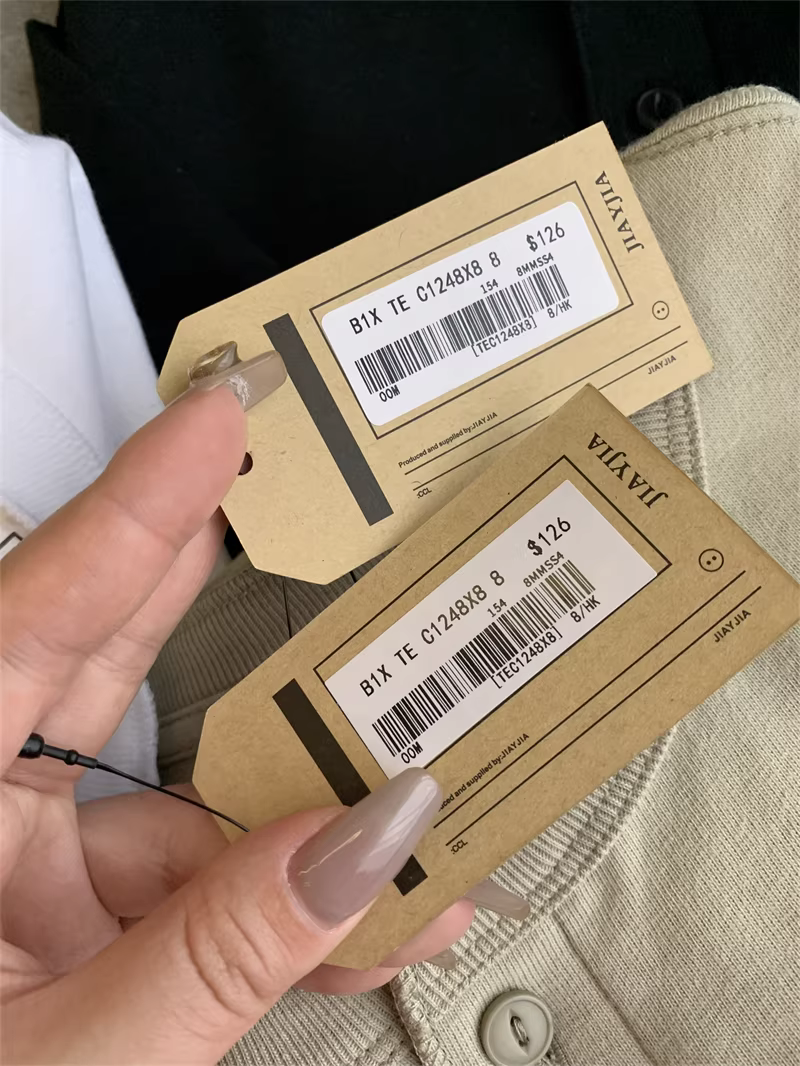 JIAYJIA
B1X TE C1248X8 8 $126
154 8MMSS4
[TEC1248X8] 8/HK
00M
Produced and supplied by:JIAYJIA
JIAYJIA
:CCL
JIAYJIA
B1X TE C1248X8 8 $126
154 8MMSS4
[TEC1248X8] 8/HK
00M
uced and supplied by:JIAYJIA
JIAYJIA
:CCL